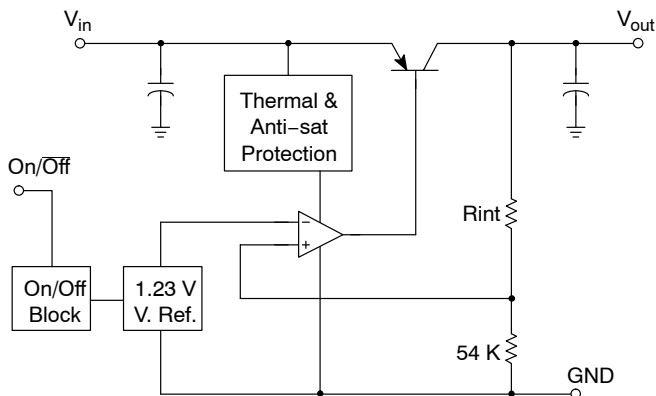 Vin
Vout
Thermal &
Anti−sat
Protection
On/Off
Rint
−
+
On/Off
Block
1.23 V
V. Ref.
54 K
GND